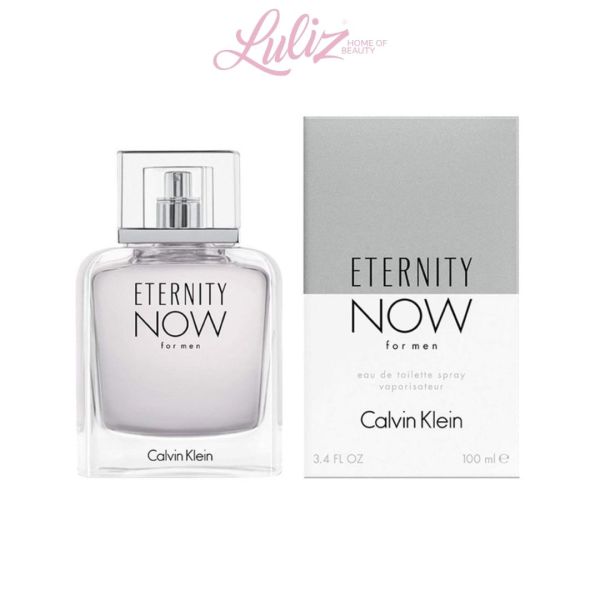 Luliz
HOME OF
BEAUTY
ETERNITY
NOW
for men
Calvin Klein
ETERNITY
NOW
for men
eau de toilette spray
vaporisateur
Calvin Klein
3.4 FL OZ 100 ml e